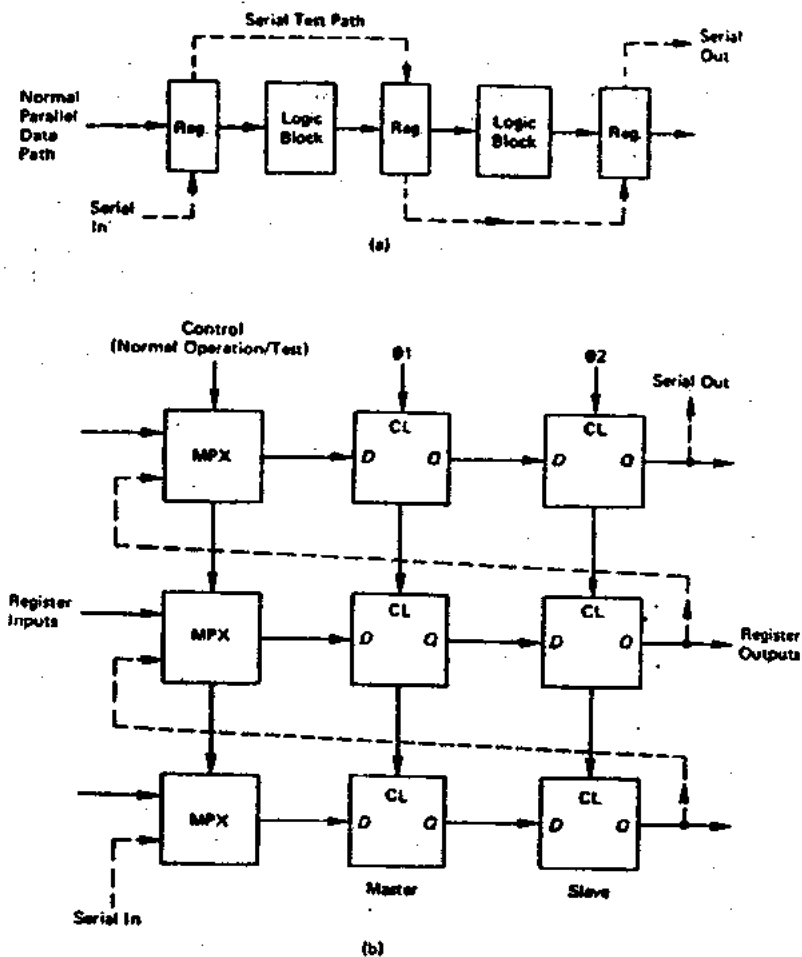 Serial Test Path
Serial
Out
Normal
Parallel
Data
Path
Reg.
Logic
Block
Reg.
Logic
Block
Reg.
Serial
In
(a)
Control
(Normal Operation/Test)
Ø1
Ø2
Serial Out
MPX
CL
D
Q
CL
D
Q
Register
Inputs
MPX
CL
D
Q
CL
D
Q
Register
Outputs
MPX
CL
D
Q
CL
D
Q
Master
Slave
Serial In
(b)